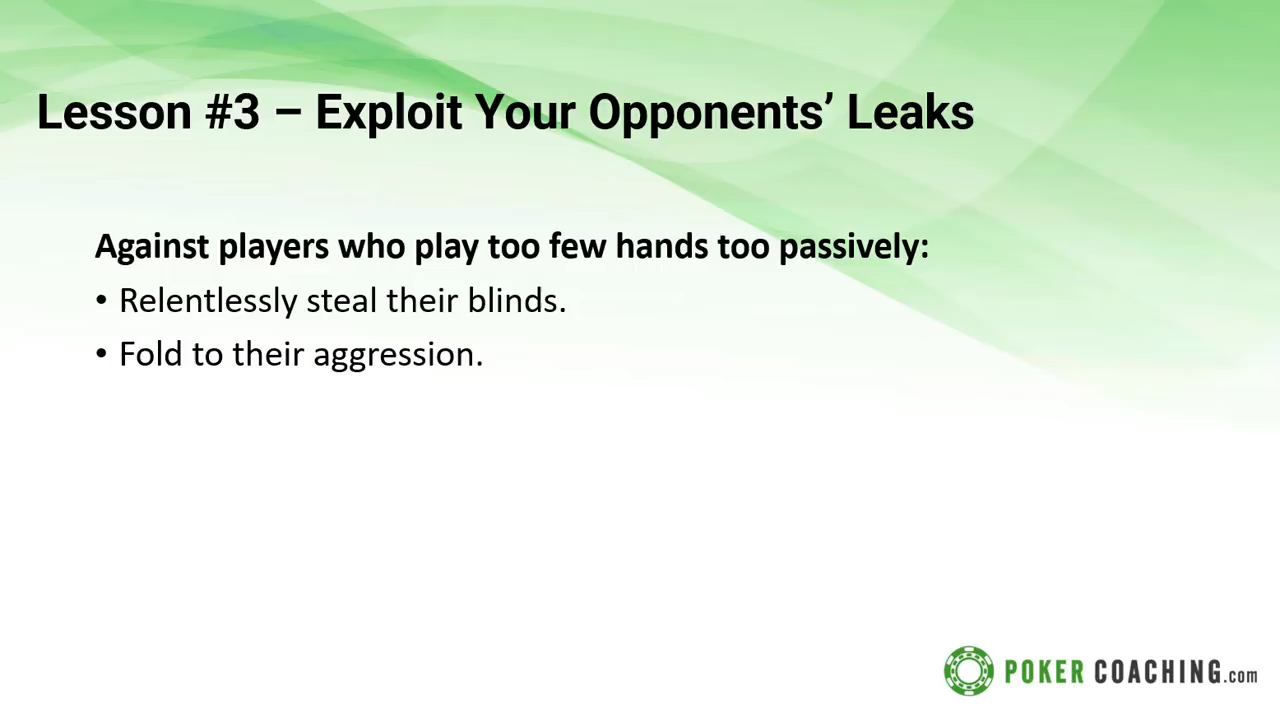 Lesson #3 – Exploit Your Opponents’ Leaks
Against players who play too few hands too passively:
• Relentlessly steal their blinds.
• Fold to their aggression.
POKER COACHING.com